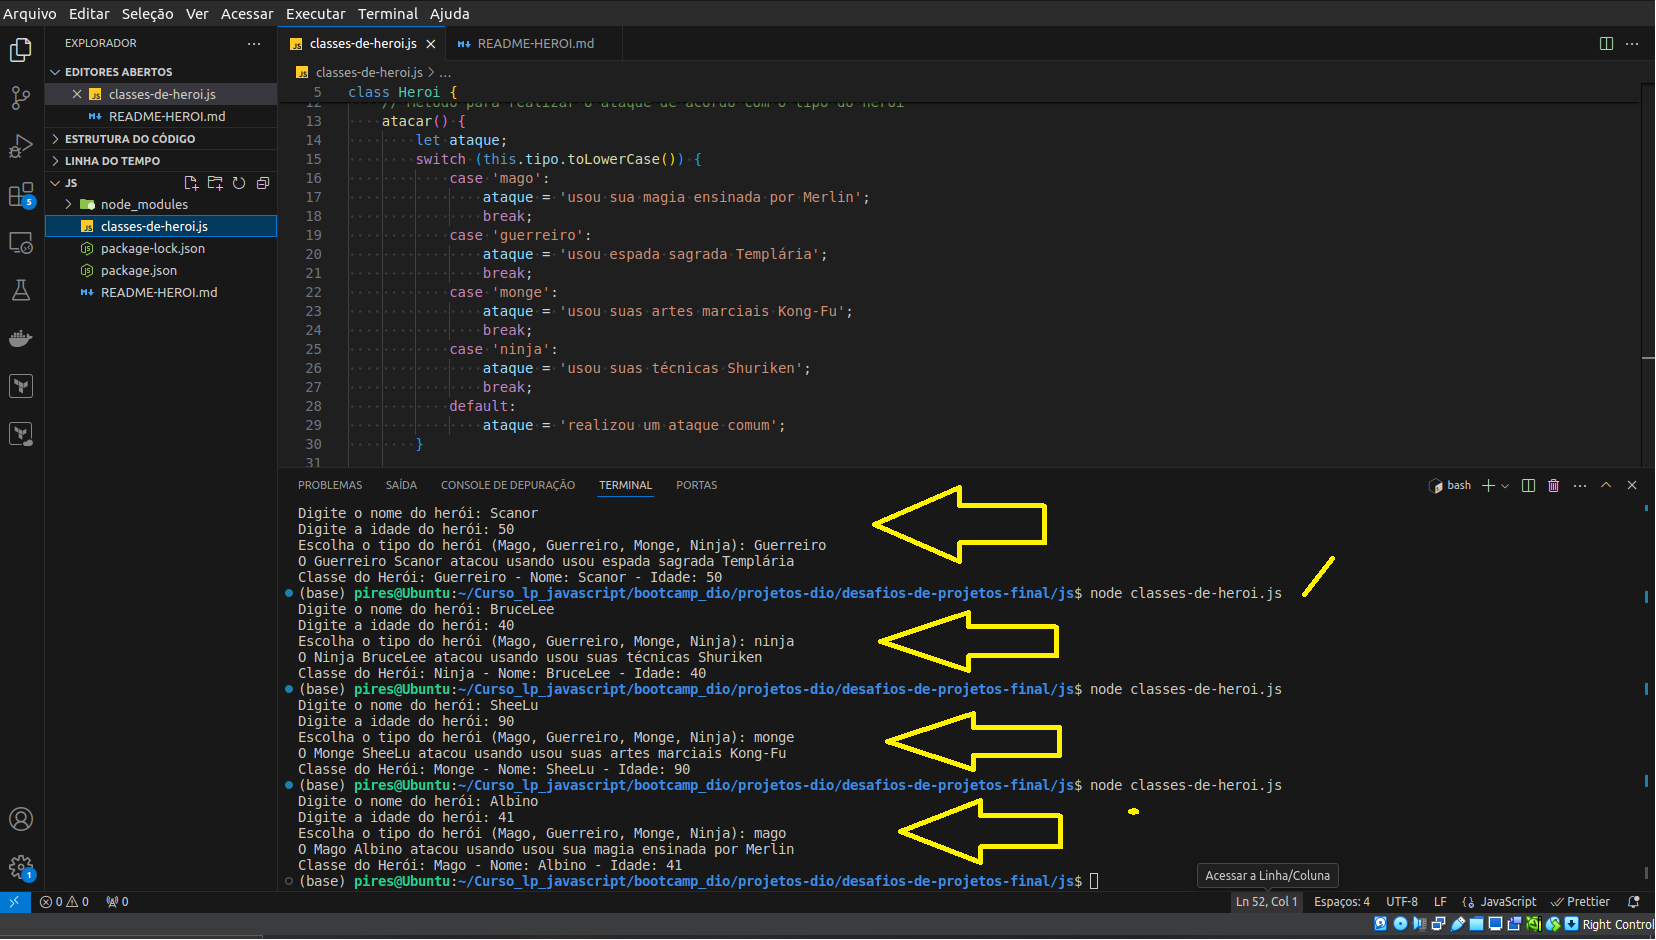 Arquivo Editar Seleção Ver Acessar Executar Terminal Ajuda
EXPLORADOR
EDITORES ABERTOS
classes-de-heroi.js
README-HEROI.md
ESTRUTURA DO CÓDIGO
LINHA DO TEMPO
JS
node_modules
classes-de-heroi.js
package-lock.json
package.json
README-HEROI.md
5
1
classes-de-heroi.js README-HEROI.md
classes-de-heroi.js > ...
5 class Heroi {
12 // Método para realizar o ataque de acordo com o tipo do herói
13 atacar() {
14 let ataque;
15 switch (this.tipo.toLowerCase()) {
16 case 'mago':
17 ataque = 'usou sua magia ensinada por Merlin';
18 break;
19 case 'guerreiro':
20 ataque = 'usou espada sagrada Templária';
21 break;
22 case 'monge':
23 ataque = 'usou suas artes marciais Kong-Fu';
24 break;
25 case 'ninja':
26 ataque = 'usou suas técnicas Shuriken';
27 break;
28 default:
29 ataque = 'realizou um ataque comum';
30 }
31
PROBLEMAS SAÍDA CONSOLE DE DEPURAÇÃO TERMINAL PORTAS bash
Digite o nome do herói: Scanor
Digite a idade do herói: 50
Escolha o tipo do herói (Mago, Guerreiro, Monge, Ninja): Guerreiro
O Guerreiro Scanor atacou usando usou espada sagrada Templária
Classe do Herói: Guerreiro - Nome: Scanor - Idade: 50
(base) pires@Ubuntu:~/Curso_lp_javascript/bootcamp_dio/projetos-dio/desafios-de-projetos-final/js$ node classes-de-heroi.js
Digite o nome do herói: BruceLee
Digite a idade do herói: 40
Escolha o tipo do herói (Mago, Guerreiro, Monge, Ninja): ninja
O Ninja BruceLee atacou usando usou suas técnicas Shuriken
Classe do Herói: Ninja - Nome: BruceLee - Idade: 40
(base) pires@Ubuntu:~/Curso_lp_javascript/bootcamp_dio/projetos-dio/desafios-de-projetos-final/js$ node classes-de-heroi.js
Digite o nome do herói: SheeLu
Digite a idade do herói: 90
Escolha o tipo do herói (Mago, Guerreiro, Monge, Ninja): monge
O Monge SheeLu atacou usando usou suas artes marciais Kong-Fu
Classe do Herói: Monge - Nome: SheeLu - Idade: 90
(base) pires@Ubuntu:~/Curso_lp_javascript/bootcamp_dio/projetos-dio/desafios-de-projetos-final/js$ node classes-de-heroi.js
Digite o nome do herói: Albino
Digite a idade do herói: 41
Escolha o tipo do herói (Mago, Guerreiro, Monge, Ninja): mago
O Mago Albino atacou usando usou sua magia ensinada por Merlin
Classe do Herói: Mago - Nome: Albino - Idade: 41
(base) pires@Ubuntu:~/Curso_lp_javascript/bootcamp_dio/projetos-dio/desafios-de-projetos-final/js$
Acessar a Linha/Coluna
0 0 0 Ln 52, Col 1 Espaços: 4 UTF-8 LF JavaScript Prettier
Right Control